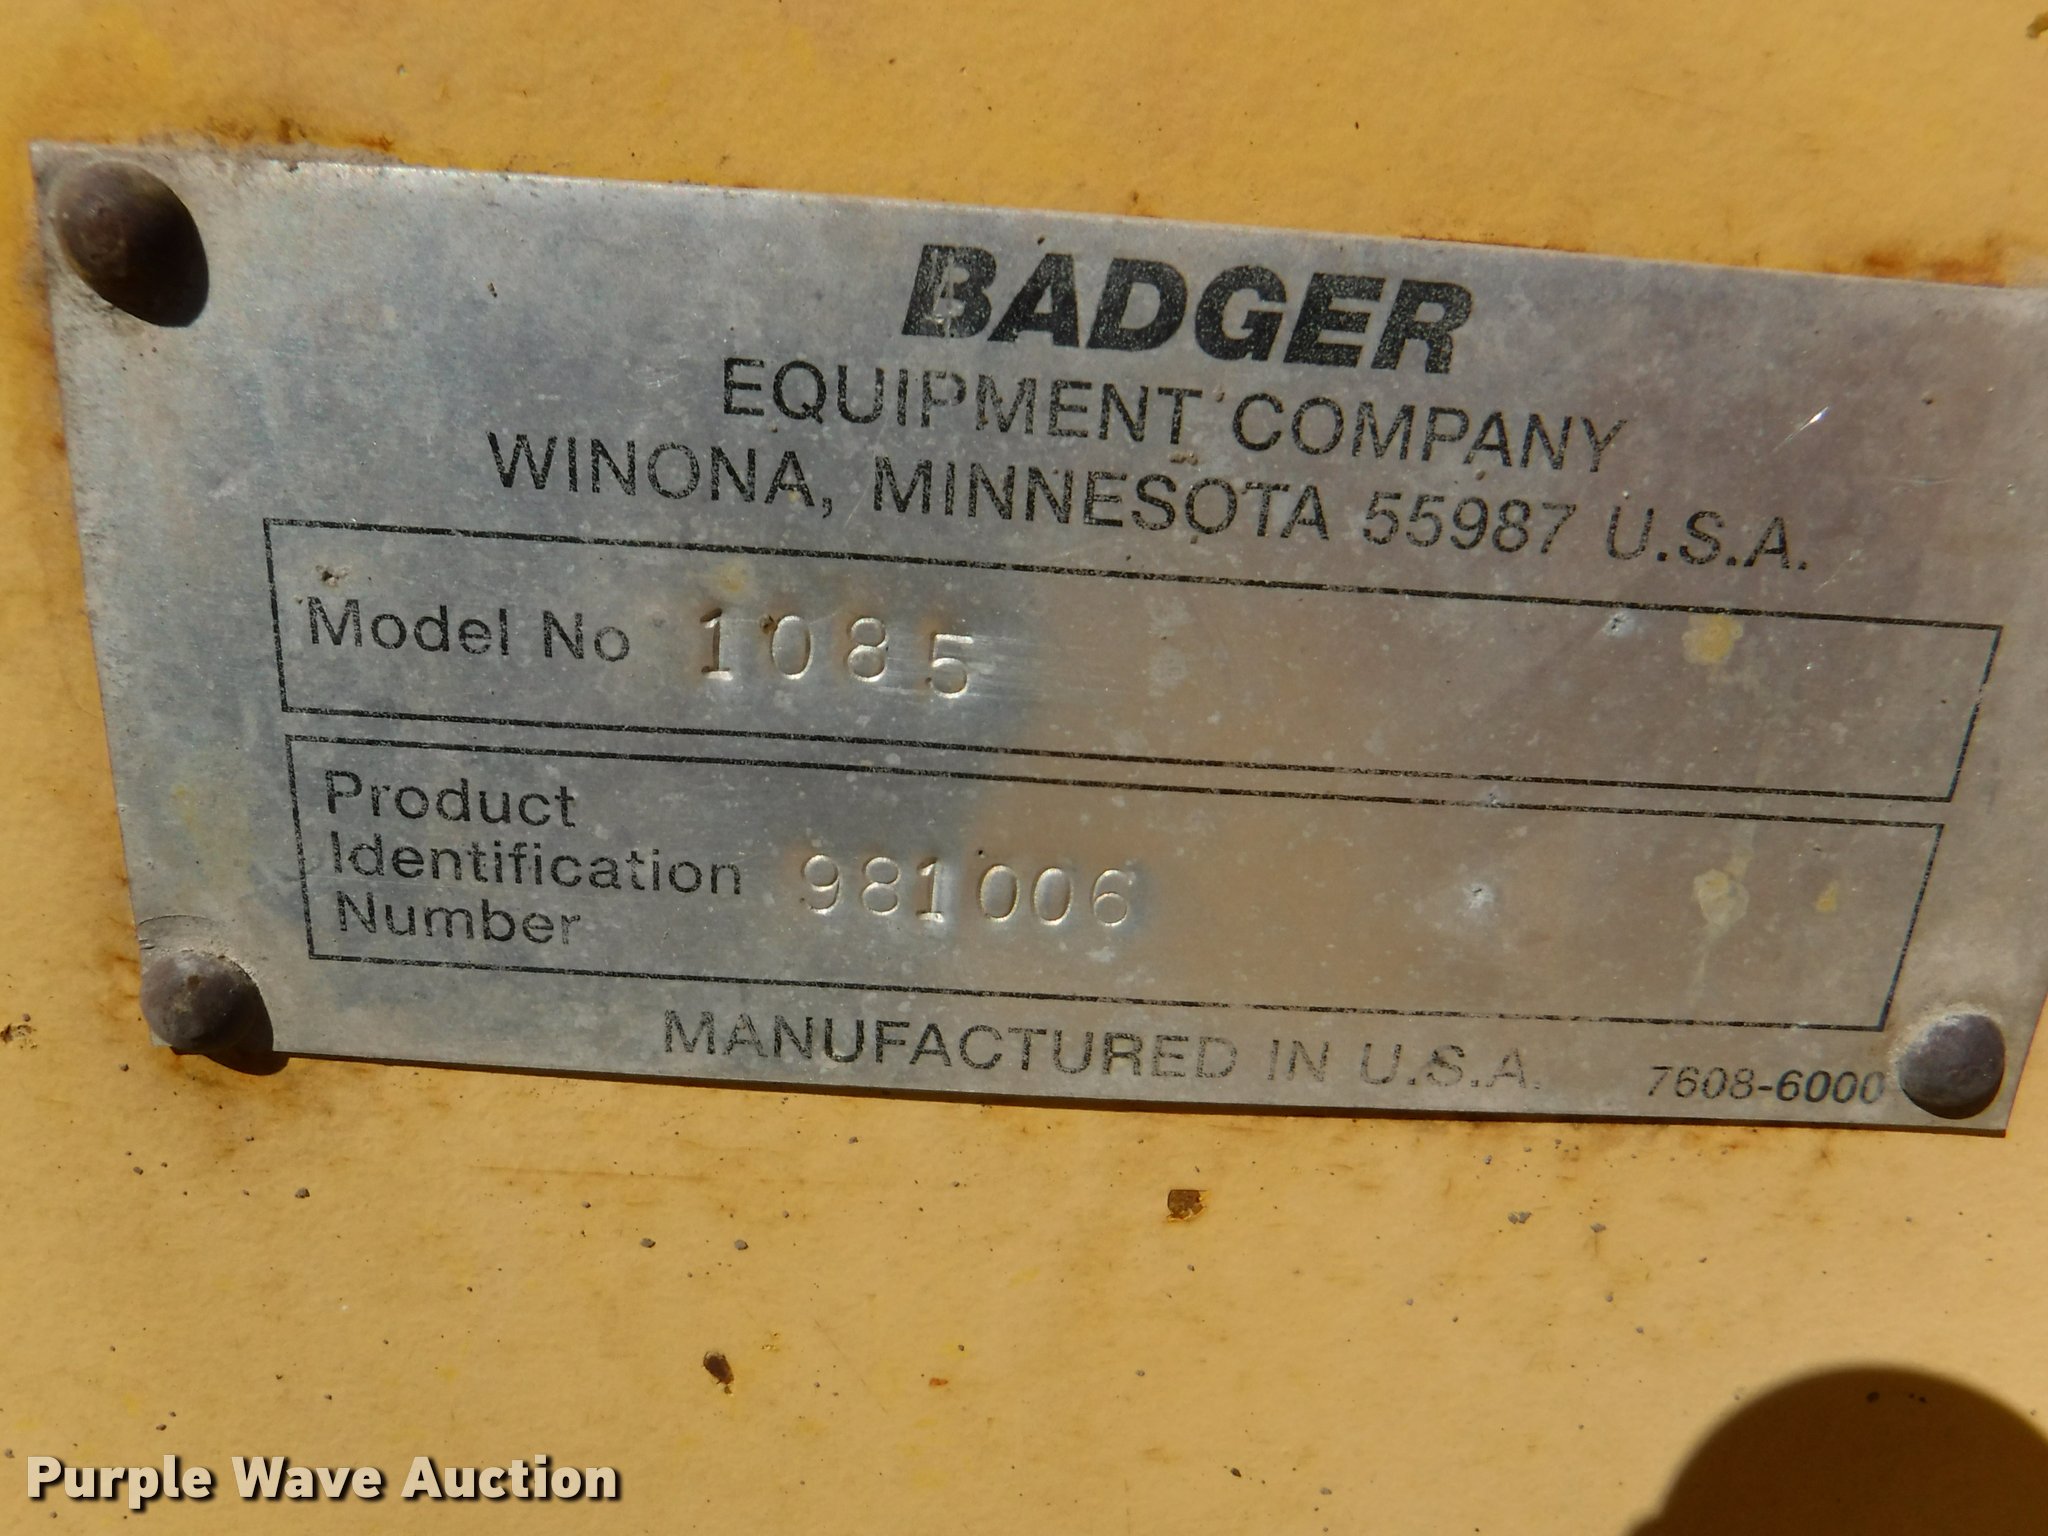 BADGER
EQUIPMENT COMPANY
WINONA, MINNESOTA 55987 U.S.A.
Model No 1085
Product
Identification
Number 981006
MANUFACTURED IN U.S.A.
7608-6000
Purple Wave Auction